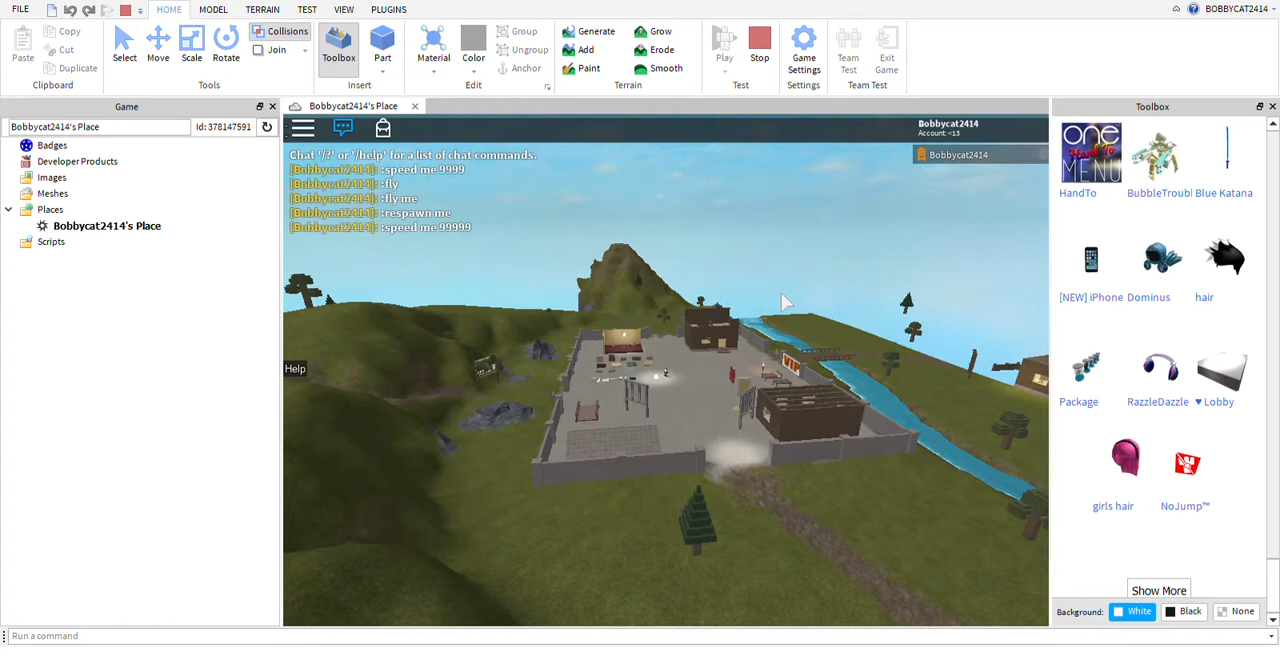 FILE HOME MODEL TERRAIN TEST VIEW PLUGINS BOBBYCAT2414
Paste Copy Cut Duplicate Clipboard
Select Move Scale Rotate Collisions Join Tools
Toolbox Part Insert
Material Color Group Ungroup Anchor Edit
Generate Add Paint Grow Erode Smooth Terrain
Play Stop Test
Game Settings Settings
Team Test Exit Game Team Test
Game
Bobbycat2414's Place Id: 378147591
Badges
Developer Products
Images
Meshes
Places
Bobbycat2414's Place
Scripts
Bobbycat2414's Place
Bobbycat2414
Account: <13
Bobbycat2414
Chat '/?' or '/help' for a list of chat commands.
[Bobbycat2414]: :speed me 9999
[Bobbycat2414]: :fly
[Bobbycat2414]: :fly me
[Bobbycat2414]: :respawn me
[Bobbycat2414]: :speed me 99999
Help
VIP
Toolbox
ONE
Hand To
MENU
HandTo BubbleTroubl Blue Katana
[NEW] iPhone Dominus hair
Package RazzleDazzle ♥ Lobby
girls hair NoJump™
Show More
Background: White Black None
Run a command